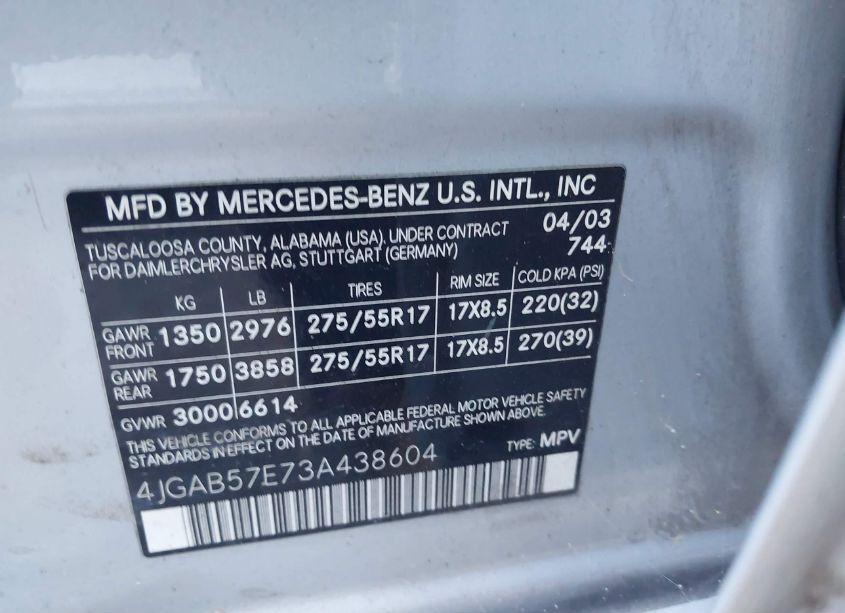 MFD BY MERCEDES-BENZ U.S. INTL., INC
TUSCALOOSA COUNTY, ALABAMA (USA). UNDER CONTRACT 04/03
FOR DAIMLERCHRYSLER AG, STUTTGART (GERMANY) 744
KG LB TIRES RIM SIZE COLD KPA (PSI)
GAWR FRONT 1350 2976 275/55R17 17X8.5 220(32)
GAWR REAR 1750 3858 275/55R17 17X8.5 270(39)
GVWR 3000 6614
THIS VEHICLE CONFORMS TO ALL APPLICABLE FEDERAL MOTOR VEHICLE SAFETY
STANDARDS IN EFFECT ON THE DATE OF MANUFACTURE SHOWN ABOVE.
4JGAB57E73A438604 TYPE: MPV